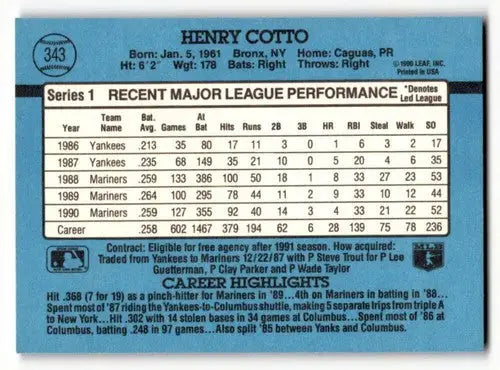 343
HENRY COTTO
Born: Jan. 5, 1961 Bronx, NY Home: Caguas, PR
Ht: 6'2" Wgt: 178 Bats: Right Throws: Right
©1990 LEAF, INC.
Printed in USA
Series 1 RECENT MAJOR LEAGUE PERFORMANCE *Denotes Led League
Year Team Name Bat. Avg. Games At Bat Hits Runs 2B 3B HR RBI Steal Walk SO
1986 Yankees .213 35 80 17 11 3 0 1 6 3 2 17
1987 Yankees .235 68 149 35 21 10 0 5 20 4 6 35
1988 Mariners .259 133 386 100 50 18 1 8 33 27 23 53
1989 Mariners .264 100 295 78 44 11 2 9 33 10 12 44
1990 Mariners .259 127 355 92 40 14 3 4 33 21 22 52
Career .258 602 1467 379 194 62 6 28 139 75 78 236
Contract: Eligible for free agency after 1991 season. How acquired:
Traded from Yankees to Mariners 12/22/87 with P Steve Trout for P Lee
Guetterman, P Clay Parker and P Wade Taylor
MLB
CAREER HIGHLIGHTS
Hit .368 (7 for 19) as a pinch-hitter for Mariners in '89...4th on Mariners in batting in '88...
Spent most of '87 riding the Yankees-to-Columbus shuttle, making 5 separate trips from triple A
to New York...Hit .302 with 14 stolen bases in 34 games at Columbus...Spent most of '86 at
Columbus, batting .248 in 97 games...Also split '85 between Yanks and Columbus.